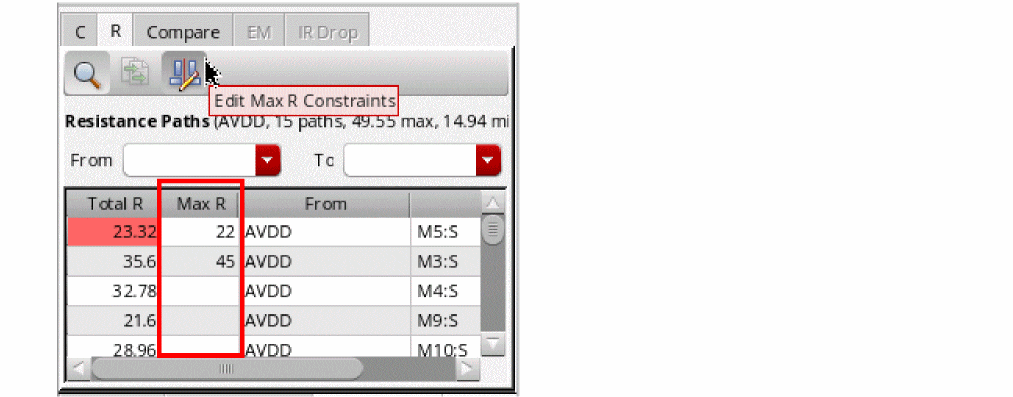 C R Compare EM IR Drop
Edit Max R Constraints
Resistance Paths (AVDD, 15 paths, 49.55 max, 14.94 mi
From To
Total R Max R From
23.32 22 AVDD M5:S
35.6 45 AVDD M3:S
32.78 AVDD M4:S
21.6 AVDD M9:S
28.96 AVDD M10:S